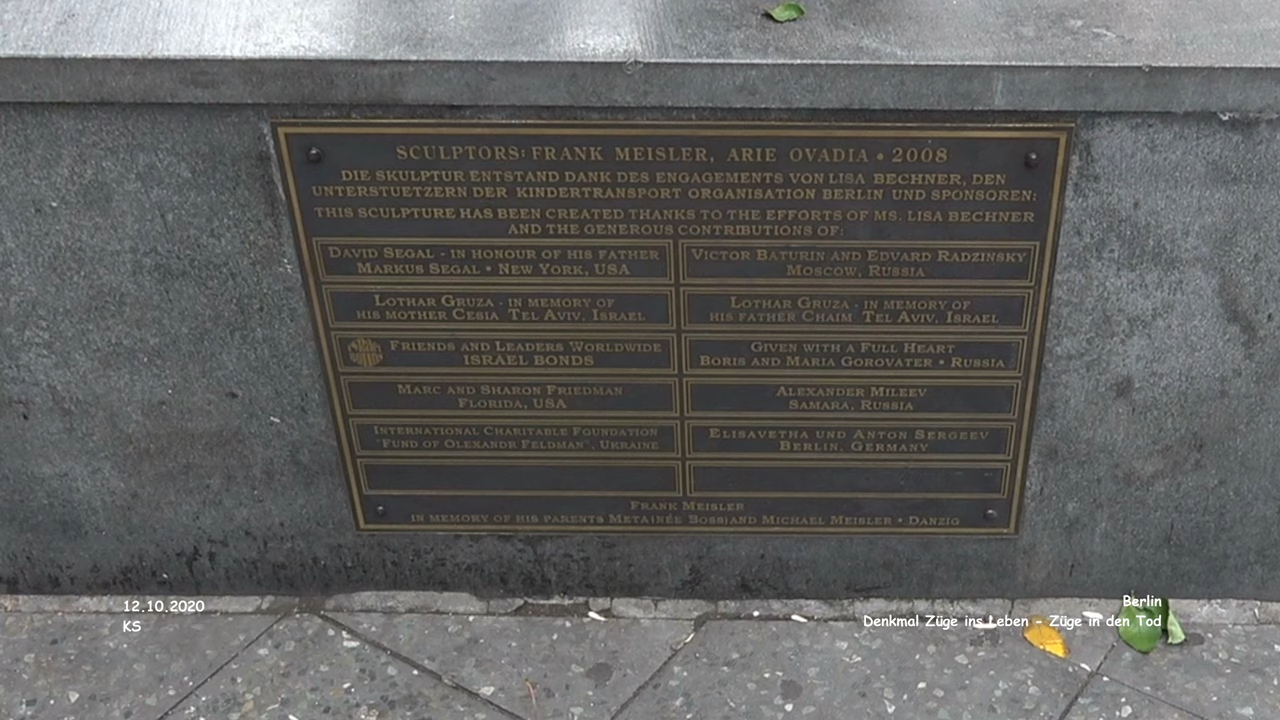 SCULPTORS: FRANK MEISLER, ARIE OVADIA • 2008
DIE SKULPTUR ENTSTAND DANK DES ENGAGEMENTS VON LISA BECHNER, DEN
UNTERSTUETZERN DER KINDERTRANSPORT ORGANISATION BERLIN UND SPONSOREN:
THIS SCULPTURE HAS BEEN CREATED THANKS TO THE EFFORTS OF MS. LISA BECHNER
AND THE GENEROUS CONTRIBUTIONS OF:
DAVID SEGAL - IN HONOUR OF HIS FATHER
MARKUS SEGAL • NEW YORK, USA
VICTOR BATURIN AND EDVARD RADZINSKY
MOSCOW, RUSSIA
LOTHAR GRUZA - IN MEMORY OF
HIS MOTHER CESIA TEL AVIV, ISRAEL
LOTHAR GRUZA - IN MEMORY OF
HIS FATHER CHAIM TEL AVIV, ISRAEL
FRIENDS AND LEADERS WORLDWIDE
ISRAEL BONDS
GIVEN WITH A FULL HEART
BORIS AND MARIA GOROVATER • RUSSIA
MARC AND SHARON FRIEDMAN
FLORIDA, USA
ALEXANDER MILEEV
SAMARA, RUSSIA
INTERNATIONAL CHARITABLE FOUNDATION
"FUND OF OLEXANDR FELDMAN", UKRAINE
ELISAVETHA UND ANTON SERGEEV
BERLIN, GERMANY
FRANK MEISLER
IN MEMORY OF HIS PARENTS META (NÉE BOSS) AND MICHAEL MEISLER • DANZIG
12.10.2020
KS
Berlin
Denkmal Züge ins Leben - Züge in den Tod